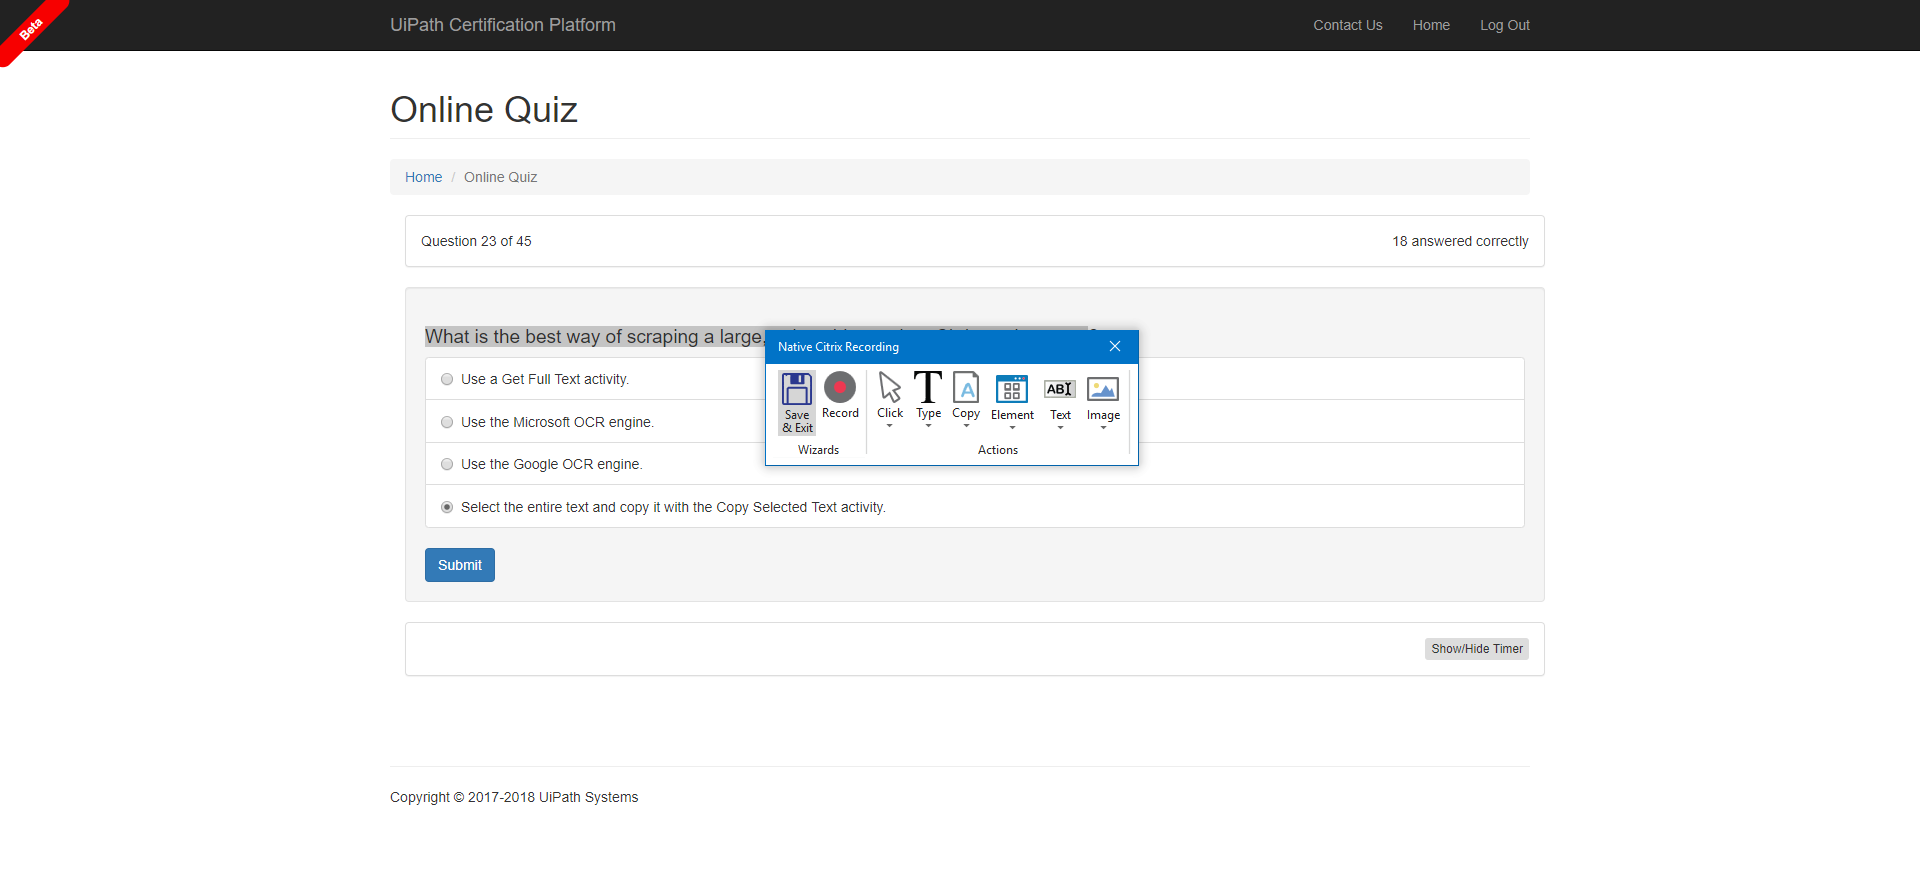 Beta
UiPath Certification Platform
Contact Us Home Log Out
Online Quiz
Home / Online Quiz
Question 23 of 45 18 answered correctly
What is the best way of scraping a large,
Native Citrix Recording
Use a Get Full Text activity.
Use the Microsoft OCR engine.
Use the Google OCR engine.
Select the entire text and copy it with the Copy Selected Text activity.
Save & Exit
Record
Click
Type
Copy
Element
ABI
Text
Image
Wizards
Actions
Submit
Show/Hide Timer
Copyright © 2017-2018 UiPath Systems